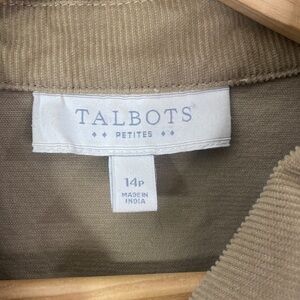 TALBOTS
PETITES
14P
MADE IN
INDIA